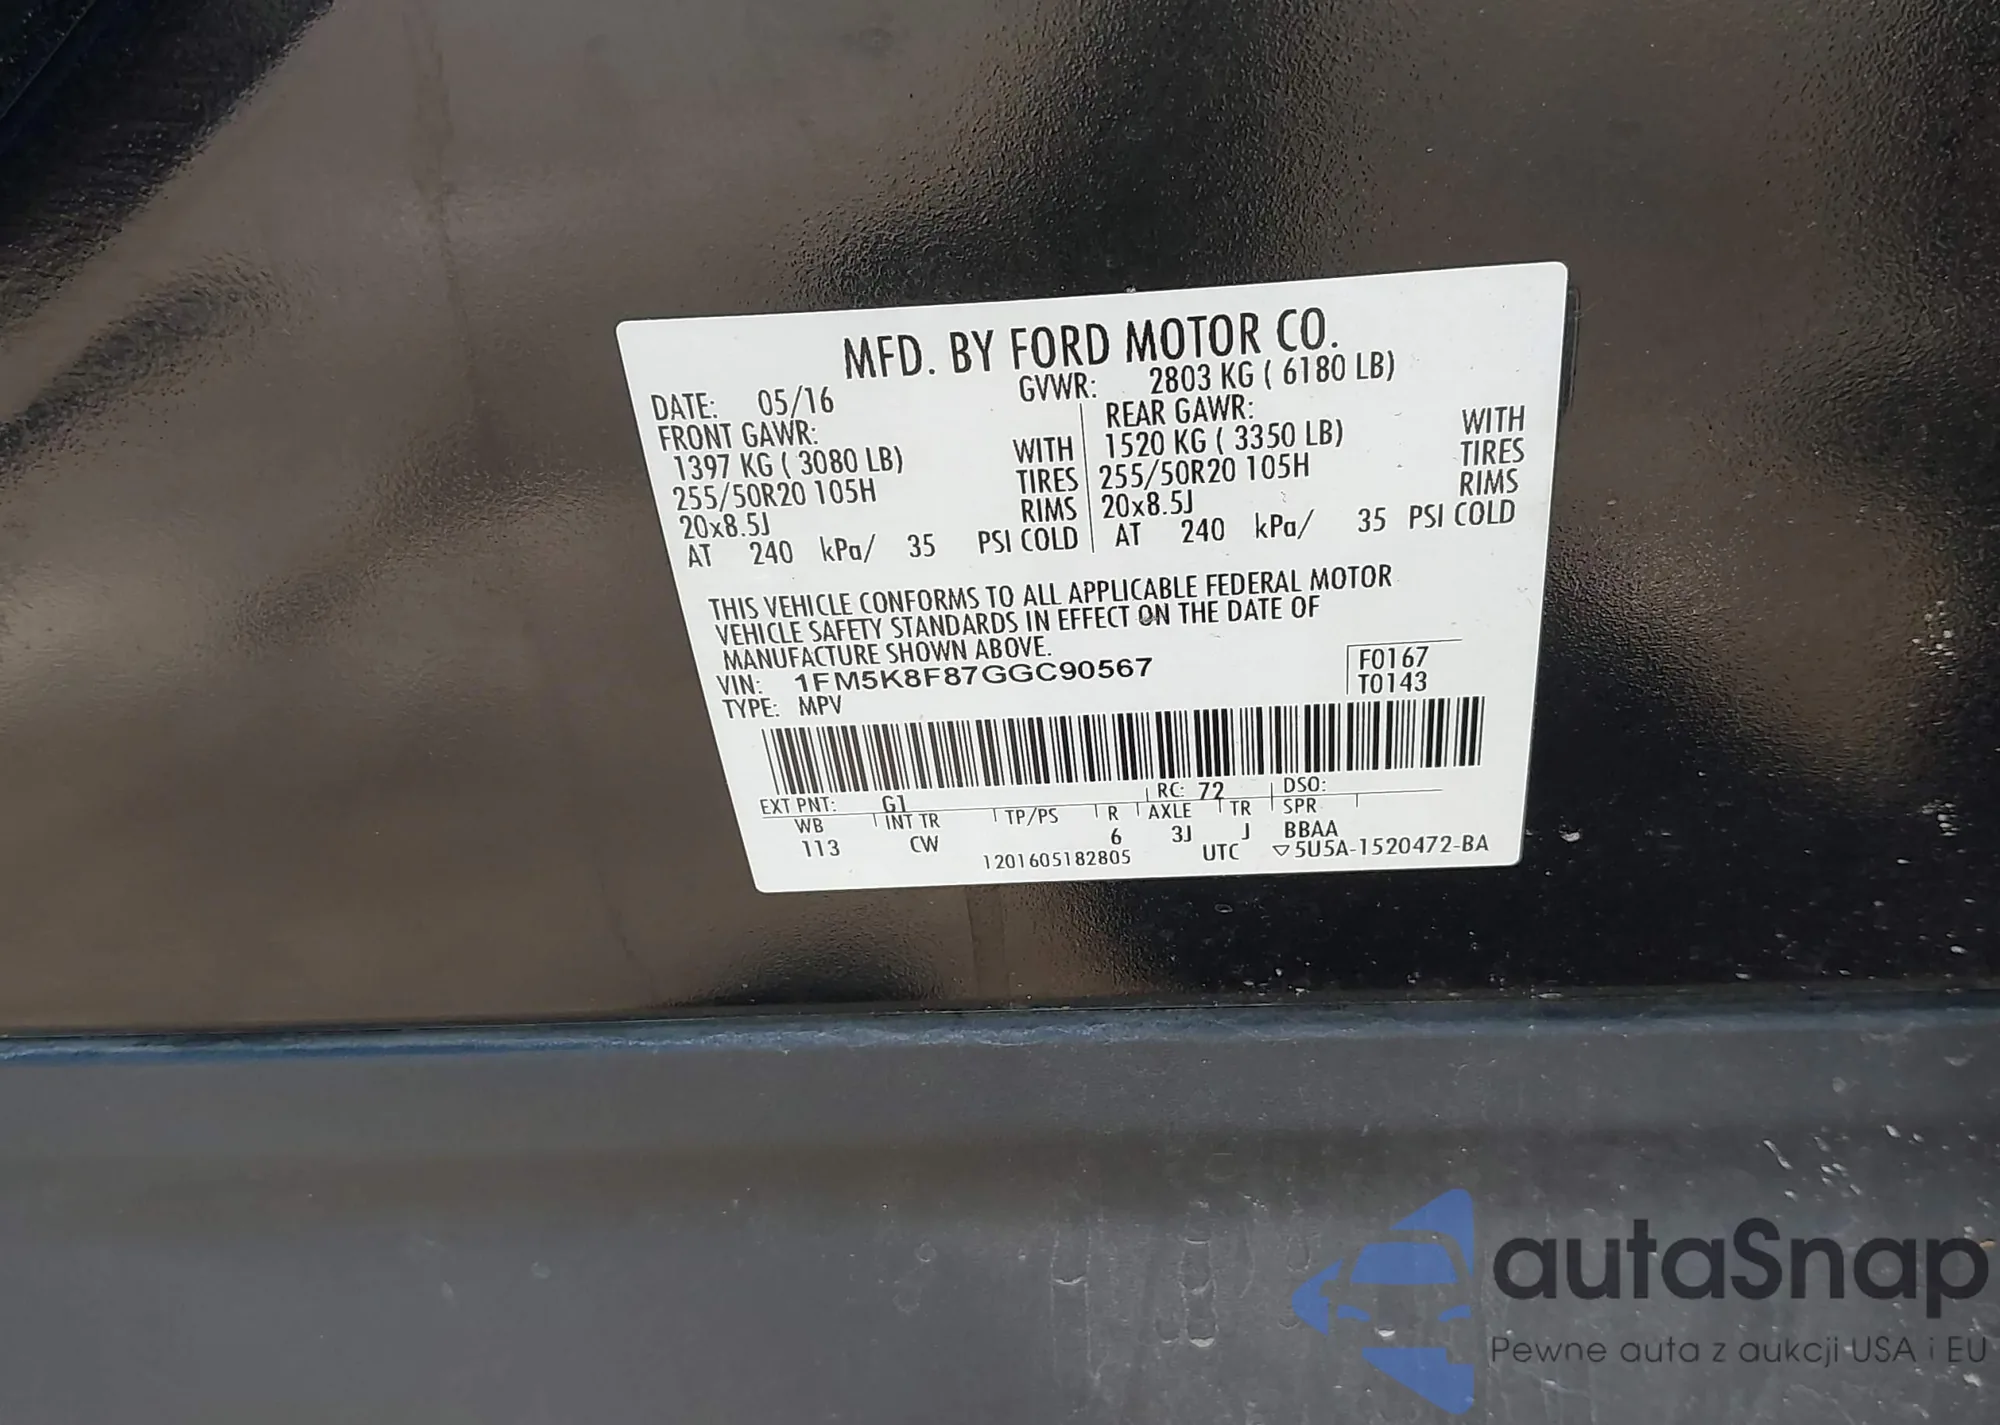 MFD. BY FORD MOTOR CO.
DATE: 05/16 GVWR: 2803 KG ( 6180 LB)
FRONT GAWR: REAR GAWR:
1397 KG ( 3080 LB) WITH 1520 KG ( 3350 LB) WITH
255/50R20 105H TIRES 255/50R20 105H TIRES
20x8.5J RIMS 20x8.5J RIMS
AT 240 kPa/ 35 PSI COLD AT 240 kPa/ 35 PSI COLD
THIS VEHICLE CONFORMS TO ALL APPLICABLE FEDERAL MOTOR
VEHICLE SAFETY STANDARDS IN EFFECT ON THE DATE OF
MANUFACTURE SHOWN ABOVE.
VIN: 1FM5K8F87GGC90567 F0167
TYPE: MPV T0143
EXT PNT: G1 RC: 72 DSO:
WB INT TR TP/PS R AXLE TR SPR
113 CW 6 3J J BBAA
1201605182805 UTC ▽5U5A-1520472-BA
autaSnap
Pewne auta z aukcji USA i EU